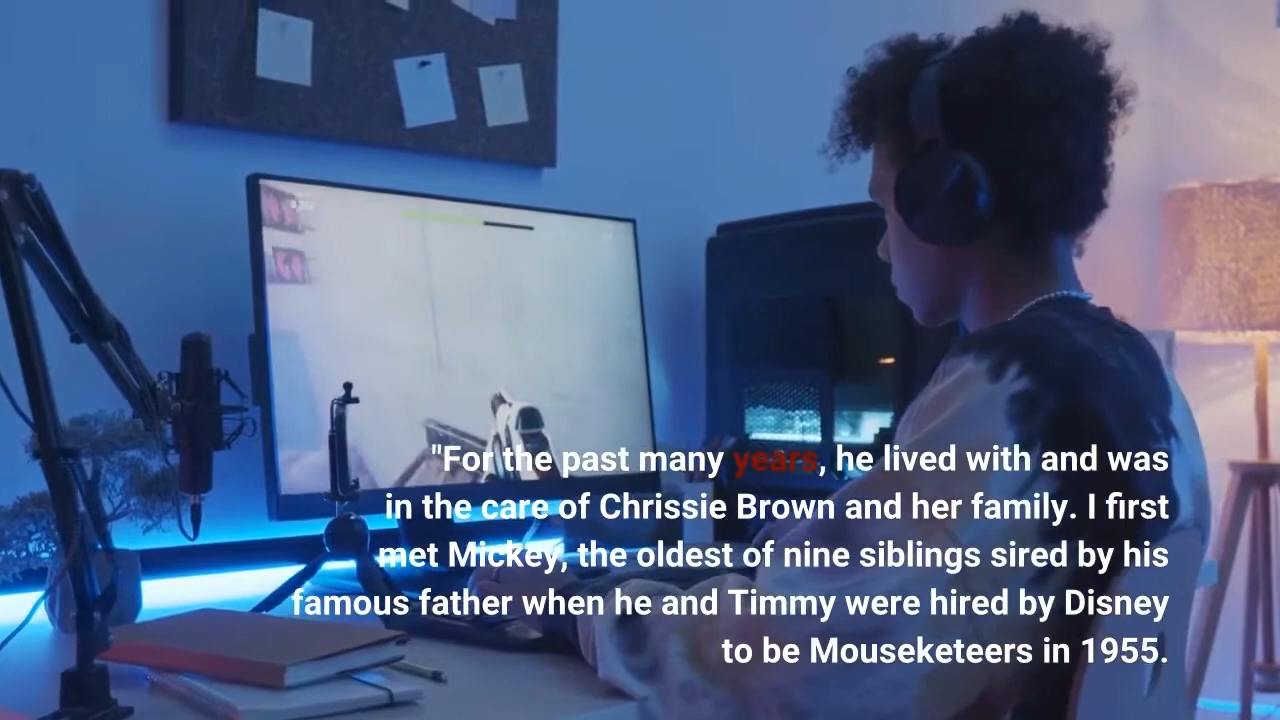 "For the past many years, he lived with and was
in the care of Chrissie Brown and her family. I first
met Mickey, the oldest of nine siblings sired by his
famous father when he and Timmy were hired by Disney
to be Mouseketeers in 1955.